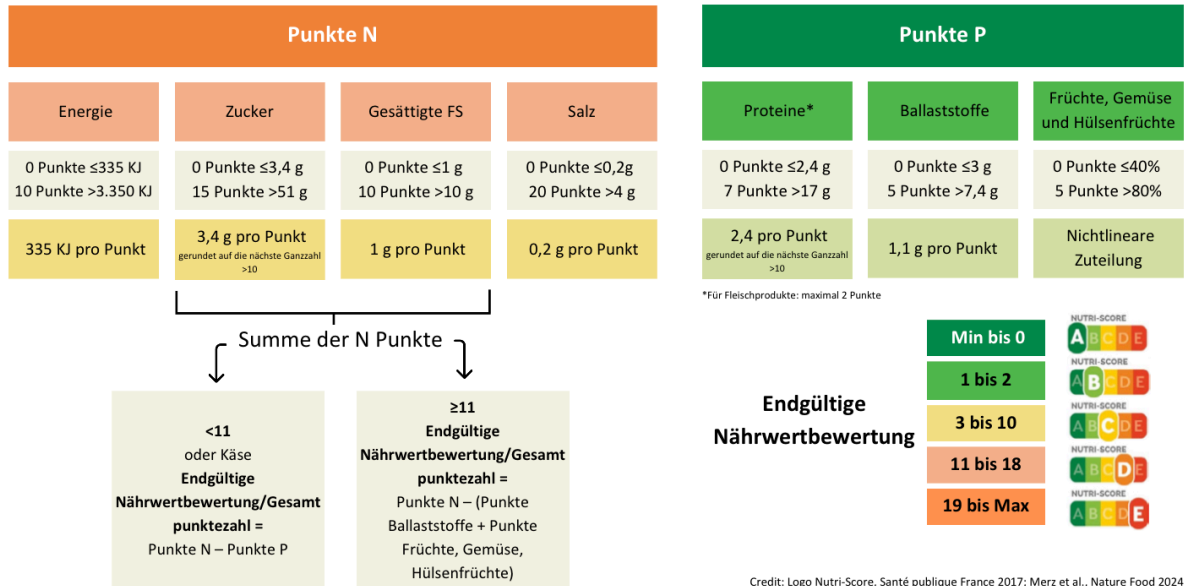 Punkte N
Energie
Zucker
Gesättigte FS
Salz
0 Punkte ≤335 KJ
10 Punkte >3.350 KJ
0 Punkte ≤3,4 g
15 Punkte >51 g
0 Punkte ≤1 g
10 Punkte >10 g
0 Punkte ≤0,2g
20 Punkte >4 g
335 KJ pro Punkt
3,4 g pro Punkt
gerundet auf die nächste Ganzzahl
>10
1 g pro Punkt
0,2 g pro Punkt
Summe der N Punkte
<11
oder Käse
Endgültige
Nährwertbewertung/Gesamt
punktezahl =
Punkte N – Punkte P
≥11
Endgültige
Nährwertbewertung/Gesamt
punktezahl =
Punkte N – (Punkte
Ballaststoffe + Punkte
Früchte, Gemüse,
Hülsenfrüchte)
Punkte P
Proteine*
Ballaststoffe
Früchte, Gemüse
und Hülsenfrüchte
0 Punkte ≤2,4 g
7 Punkte >17 g
0 Punkte ≤3 g
5 Punkte >7,4 g
0 Punkte ≤40%
5 Punkte >80%
2,4 pro Punkt
gerundet auf die nächste Ganzzahl
>10
1,1 g pro Punkt
Nichtlineare
Zuteilung
*Für Fleischprodukte: maximal 2 Punkte
Endgültige
Nährwertbewertung
Min bis 0
NUTRI-SCORE
A B C D E
1 bis 2
NUTRI-SCORE
A B C D E
3 bis 10
NUTRI-SCORE
A B C D E
11 bis 18
NUTRI-SCORE
A B C D E
19 bis Max
NUTRI-SCORE
A B C D E
Credit: Logo Nutri-Score, Santé publique France 2017; Merz et al., Nature Food 2024